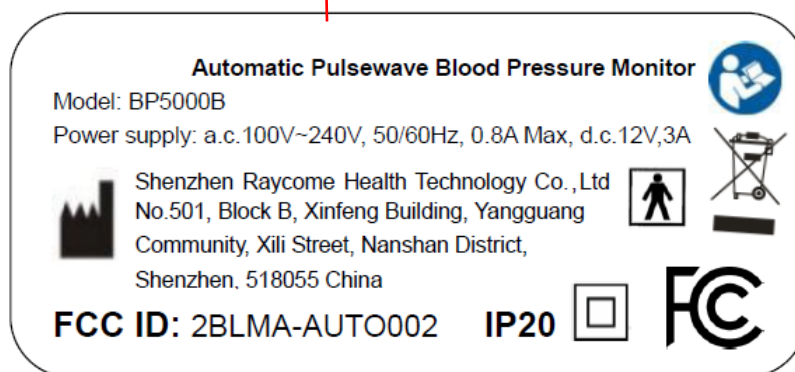 Automatic Pulsewave Blood Pressure Monitor
Model: BP5000B
Power supply: a.c.100V~240V, 50/60Hz, 0.8A Max, d.c.12V,3A
Shenzhen Raycome Health Technology Co.,Ltd
No.501, Block B, Xinfeng Building, Yangguang
Community, Xili Street, Nanshan District,
Shenzhen, 518055 China
FCC ID: 2BLMA-AUTO002 IP20 FC